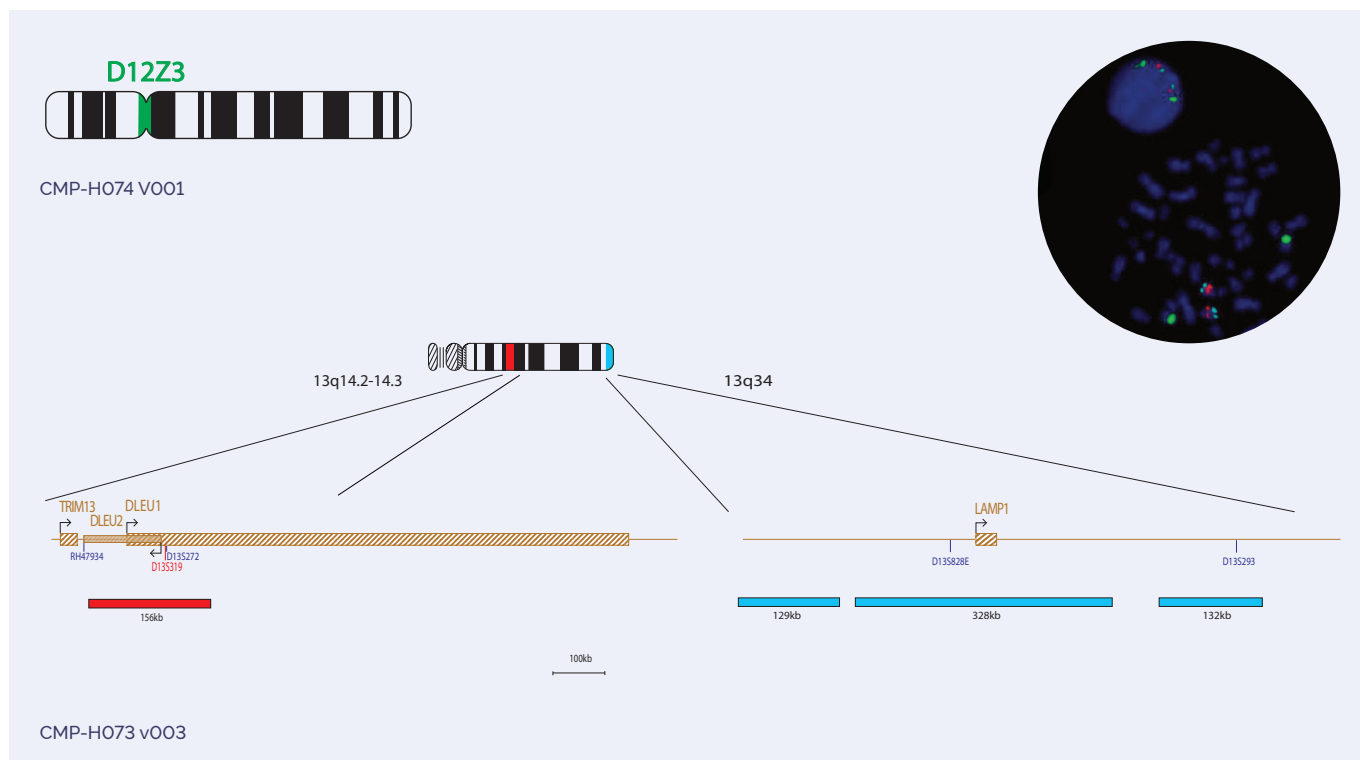 D12Z3
CMP-H074 V001
13q14.2-14.3
13q34
TRIM13
DLEU2
DLEU1
RH47934
D13S272
D13S319
156kb
LAMP1
D13S828E
D13S293
129kb
328kb
132kb
100kb
CMP-H073 v003